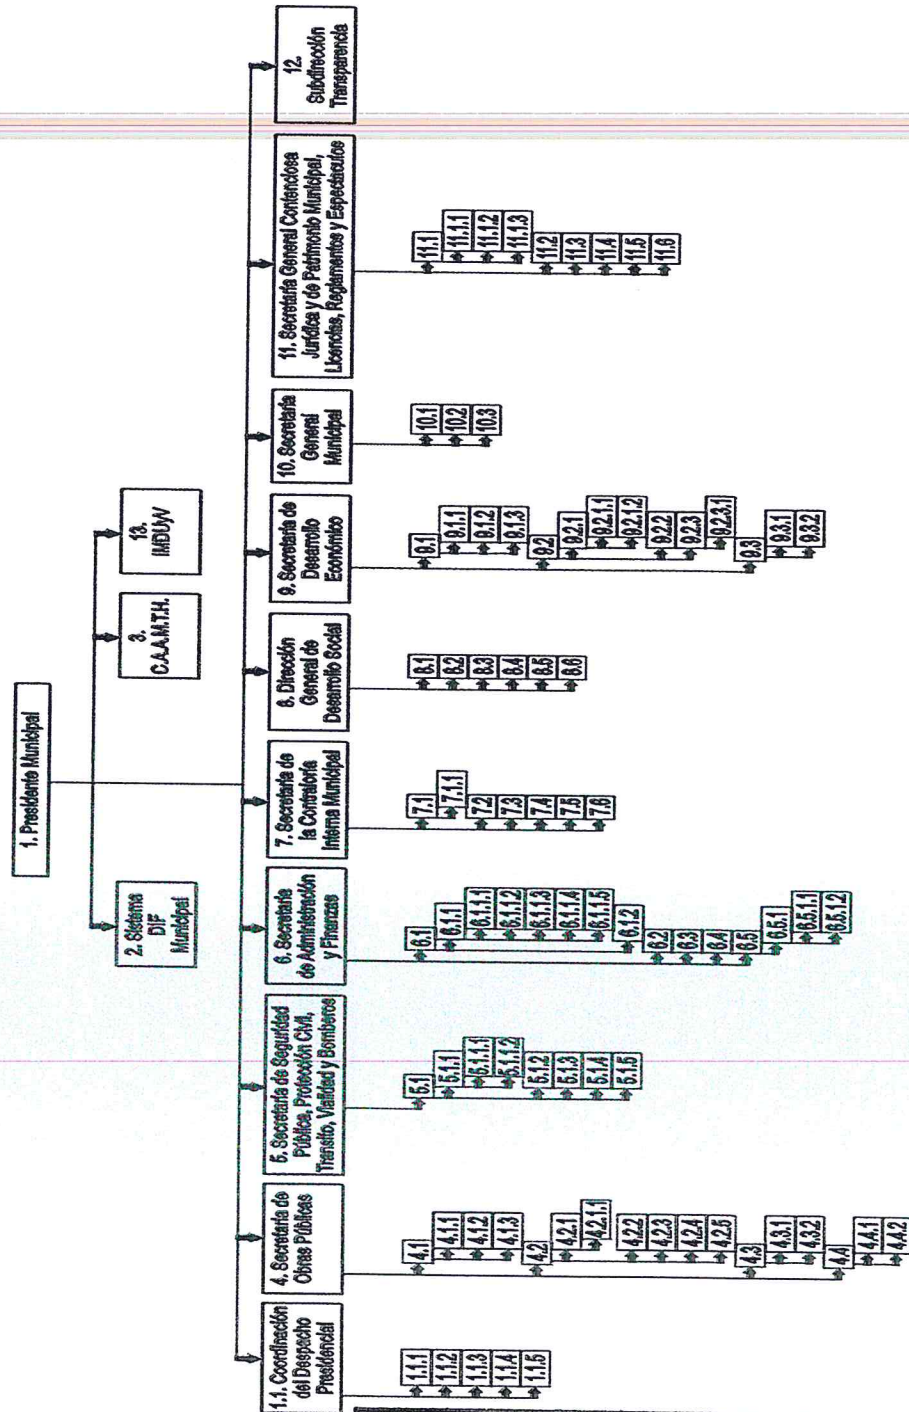 1. Presidente Municipal
2. Sistema
DIF
Municipal
3.
C.A.A.M.T.H.
13.
IMDUyV
1.1. Coordinación
del Despacho
Presidencial
4. Secretaría de
Obras Públicas
5. Secretaría de Seguridad
Pública, Protección Civil,
Transito, Vialidad y Bomberos
6. Secretaría
de Administración
y Finanzas
7. Secretaría de
la Contraloría
Interna Municipal
8. Dirección
General de
Desarrollo Social
9. Secretaría de
Desarrollo
Económico
10. Secretaría
General
Municipal
11. Secretaría General Contenciosa
Jurídica y de Patrimonio Municipal,
Licencias, Reglamentos y Espectáculos
12.
Subdirección
Transparencia
1.1.1
1.1.2
1.1.3
1.1.4
1.1.5
4.1
4.1.1
4.1.2
4.1.3
4.2
4.2.1
4.2.1.1
4.2.2
4.2.3
4.2.4
4.2.5
4.3
4.3.1
4.3.2
4.4
4.4.1
4.4.2
5.1
5.1.1
5.1.1.1
5.1.1.2
5.1.2
5.1.3
5.1.4
5.1.5
6.1
6.1.1
6.1.1.1
6.1.1.2
6.1.1.3
6.1.1.4
6.1.1.5
6.1.2
6.2
6.3
6.4
6.5
6.5.1
6.5.1.1
6.5.1.2
7.1
7.1.1
7.2
7.3
7.4
7.5
7.6
8.1
8.2
8.3
8.4
8.5
8.6
9.1
9.1.1
9.1.2
9.1.3
9.2
9.2.1
9.2.1.1
9.2.1.2
9.2.2
9.2.3
9.2.3.1
9.3
9.3.1
9.3.2
10.1
10.2
10.3
11.1
11.1.1
11.1.2
11.1.3
11.2
11.3
11.4
11.5
11.6